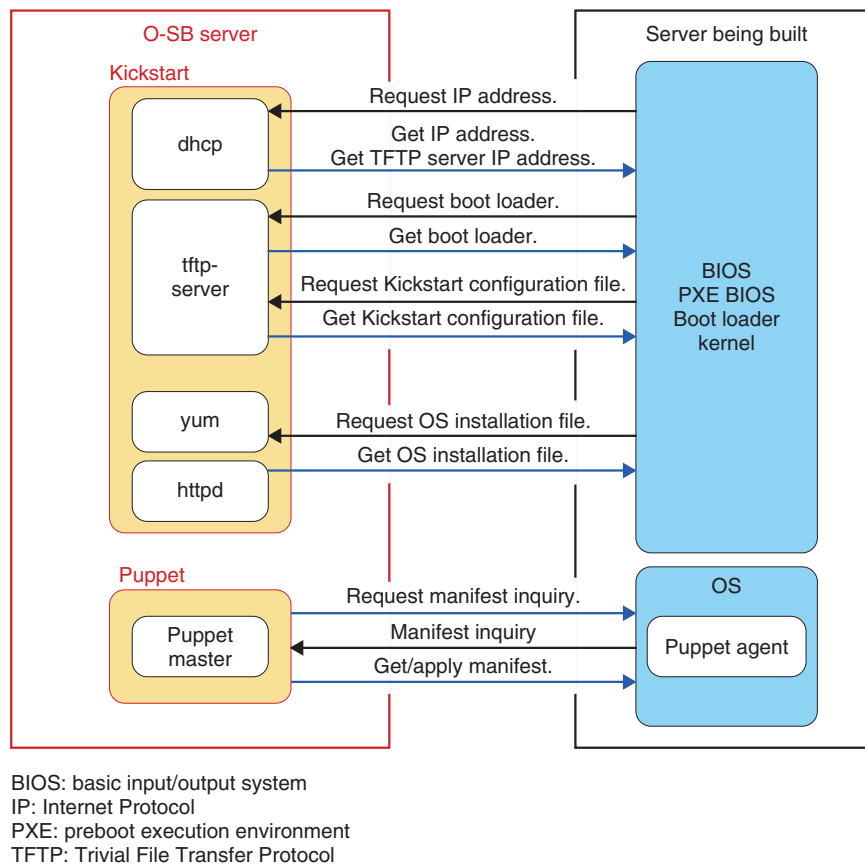 O-SB server
Server being built
Kickstart
Request IP address.
dhcp
Get IP address.
Get TFTP server IP address.
Request boot loader.
Get boot loader.
tftp-
server
Request Kickstart configuration file.
Get Kickstart configuration file.
BIOS
PXE BIOS
Boot loader
kernel
yum
Request OS installation file.
Get OS installation file.
httpd
Puppet
OS
Request manifest inquiry.
Puppet
master
Manifest inquiry
Puppet agent
Get/apply manifest.
BIOS: basic input/output system
IP: Internet Protocol
PXE: preboot execution environment
TFTP: Trivial File Transfer Protocol